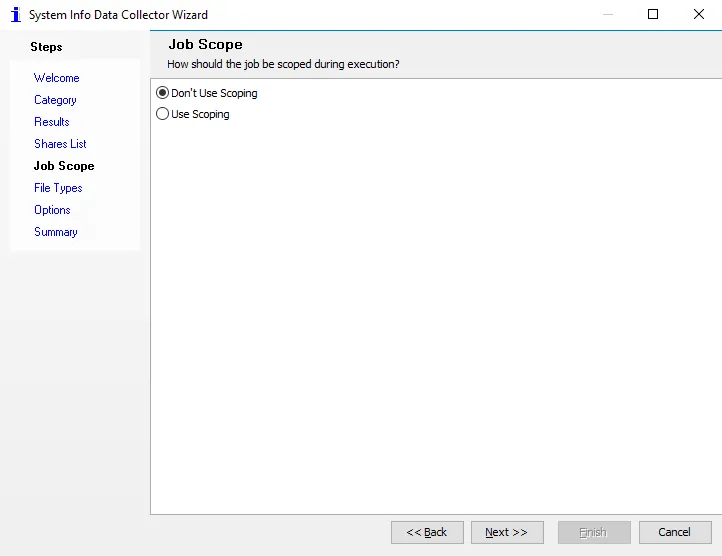 System Info Data Collector Wizard
Steps
Welcome
Category
Results
Shares List
Job Scope
File Types
Options
Summary
Job Scope
How should the job be scoped during execution?
Don't Use Scoping
Use Scoping
<< Back
Next >>
Finish
Cancel